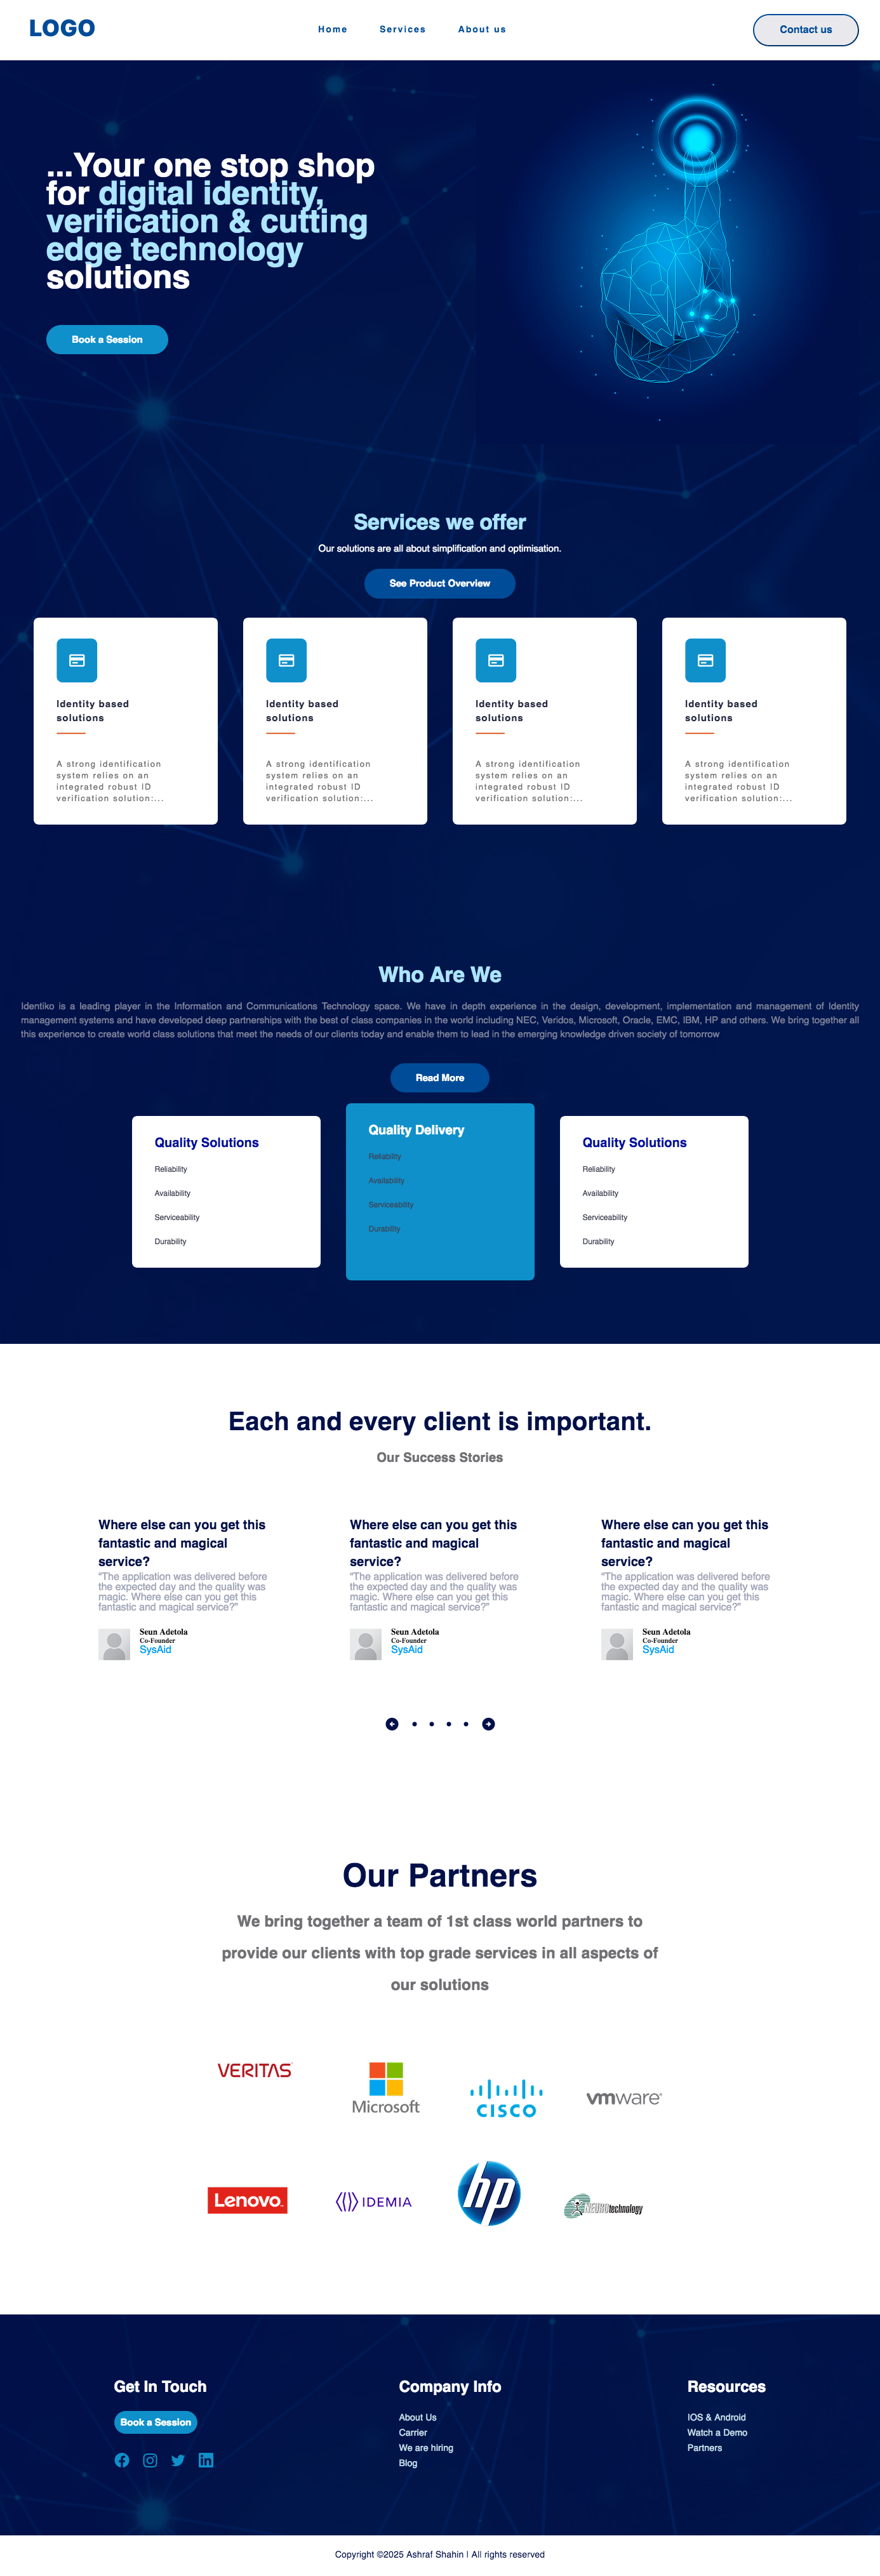 LOGO
Home
Services
About us
Contact us
...Your one stop shop
for digital identity,
verification & cutting
edge technology
solutions
Book a Session
Services we offer
Our solutions are all about simplification and optimisation.
See Product Overview
Identity based
solutions
A strong identification
system relies on an
integrated robust ID
verification solution:...
Identity based
solutions
A strong identification
system relies on an
integrated robust ID
verification solution:...
Identity based
solutions
A strong identification
system relies on an
integrated robust ID
verification solution:...
Identity based
solutions
A strong identification
system relies on an
integrated robust ID
verification solution:...
Who Are We
Identiko is a leading player in the Information and Communications Technology space. We have in depth experience in the design, development, implementation and management of Identity
management systems and have developed deep partnerships with the best of class companies in the world including NEC, Veridos, Microsoft, Oracle, EMC, IBM, HP and others. We bring together all
this experience to create world class solutions that meet the needs of our clients today and enable them to lead in the emerging knowledge driven society of tomorrow
Read More
Quality Solutions
Reliability
Availability
Serviceability
Durability
Quality Delivery
Reliability
Availability
Serviceability
Durability
Quality Solutions
Reliability
Availability
Serviceability
Durability
Each and every client is important.
Our Success Stories
Where else can you get this
fantastic and magical
service?
"The application was delivered before
the expected day and the quality was
magic. Where else can you get this
fantastic and magical service?"
Seun Adetola
Co-Founder
SysAid
Where else can you get this
fantastic and magical
service?
"The application was delivered before
the expected day and the quality was
magic. Where else can you get this
fantastic and magical service?"
Seun Adetola
Co-Founder
SysAid
Where else can you get this
fantastic and magical
service?
"The application was delivered before
the expected day and the quality was
magic. Where else can you get this
fantastic and magical service?"
Seun Adetola
Co-Founder
SysAid
Our Partners
We bring together a team of 1st class world partners to
provide our clients with top grade services in all aspects of
our solutions
VERITAS
Microsoft
CISCO
vmware
Lenovo
IDEMIA
hp
NEUROtechnology
Get In Touch
Book a Session
Company Info
About Us
Carrier
We are hiring
Blog
Resources
IOS & Android
Watch a Demo
Partners
Copyright ©2025 Ashraf Shahin | All rights reserved